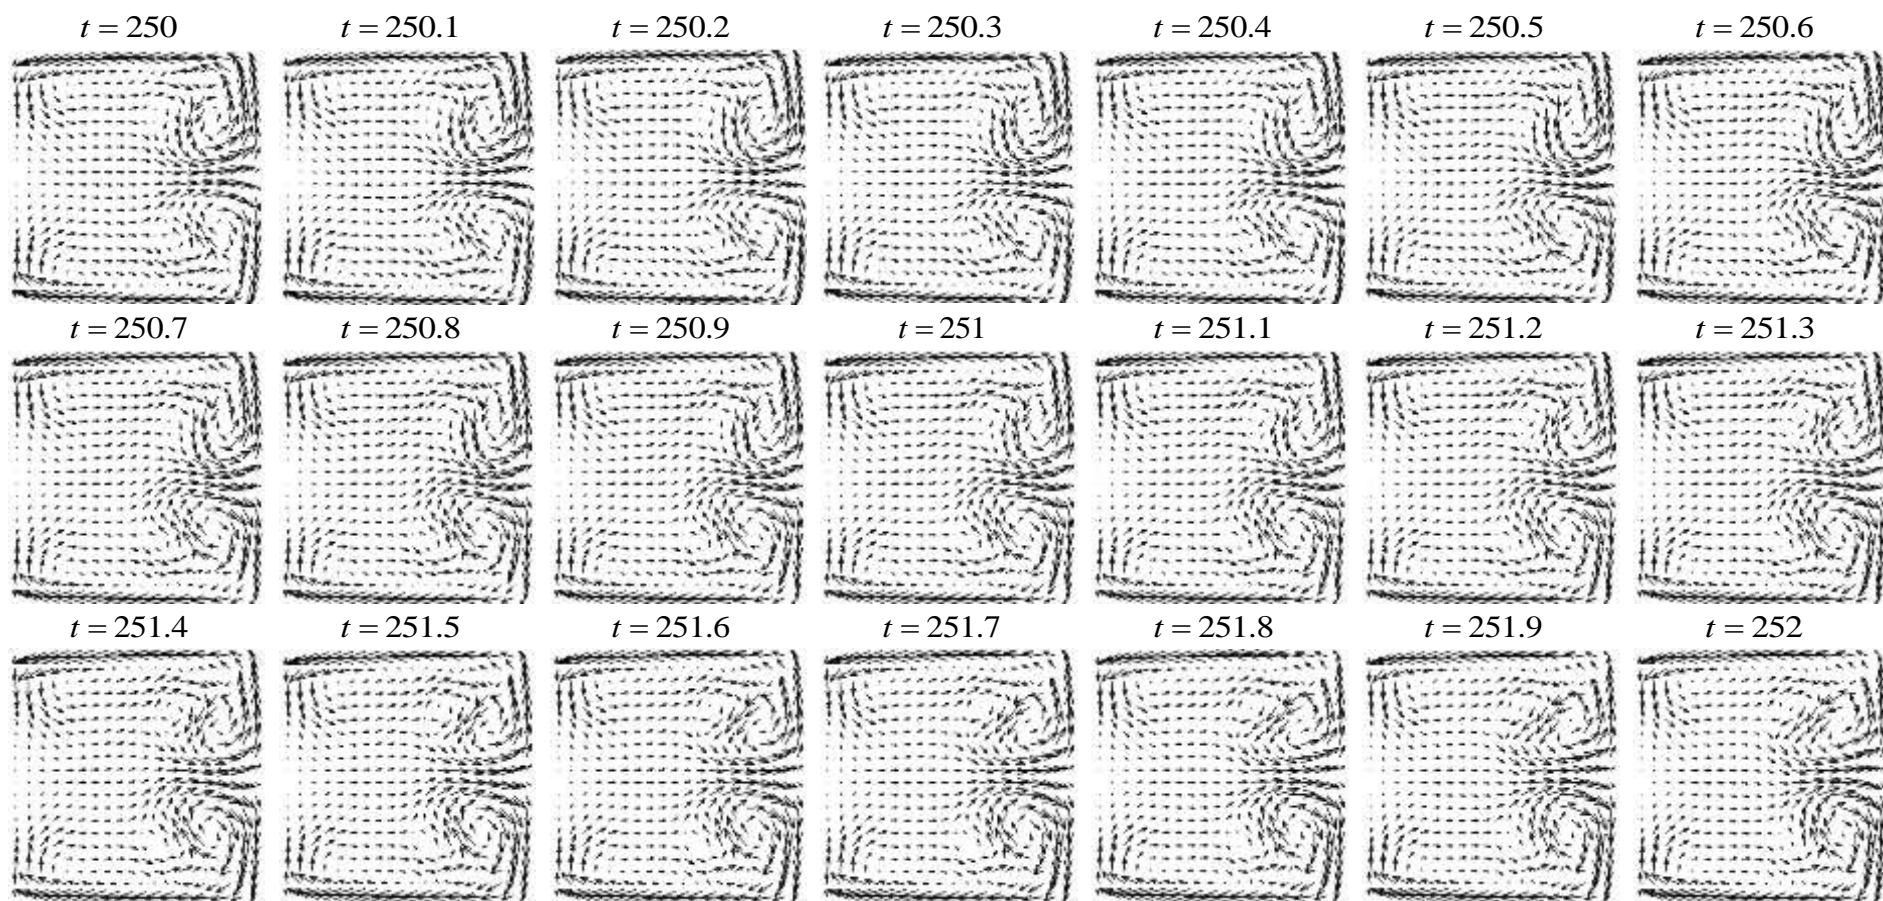 t = 250 t = 250.1 t = 250.2 t = 250.3 t = 250.4 t = 250.5 t = 250.6
t = 250.7 t = 250.8 t = 250.9 t = 251 t = 251.1 t = 251.2 t = 251.3
t = 251.4 t = 251.5 t = 251.6 t = 251.7 t = 251.8 t = 251.9 t = 252